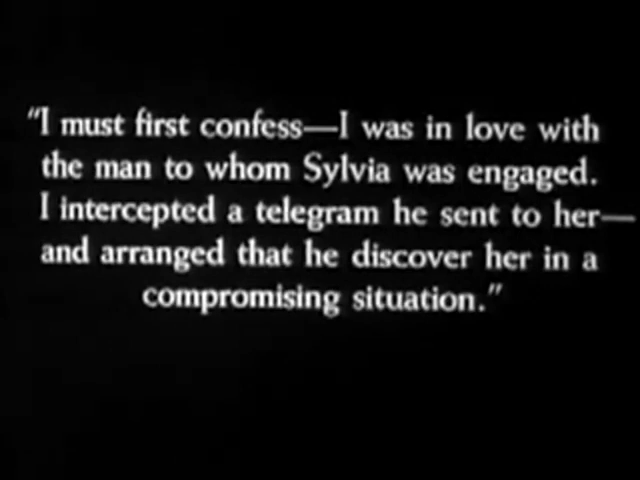 “I must first confess—I was in love with
the man to whom Sylvia was engaged.
I intercepted a telegram he sent to her—
and arranged that he discover her in a
compromising situation.”